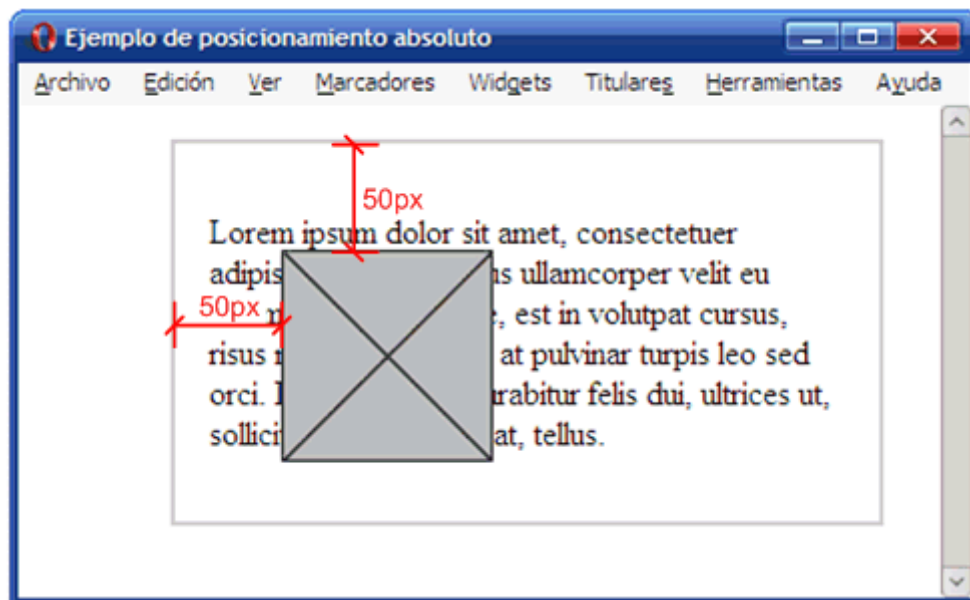 Ejemplo de posicionamiento absoluto
Archivo Edición Ver Marcadores Widgets Titulares Herramientas Ayuda
50px
Lorem ipsum dolor sit amet, consectetuer
adipis us ullamcorper velit eu
50px e, est in volutpat cursus,
risus at pulvinar turpis leo sed
orci. urabitur felis dui, ultrices ut,
sollicit at, tellus.